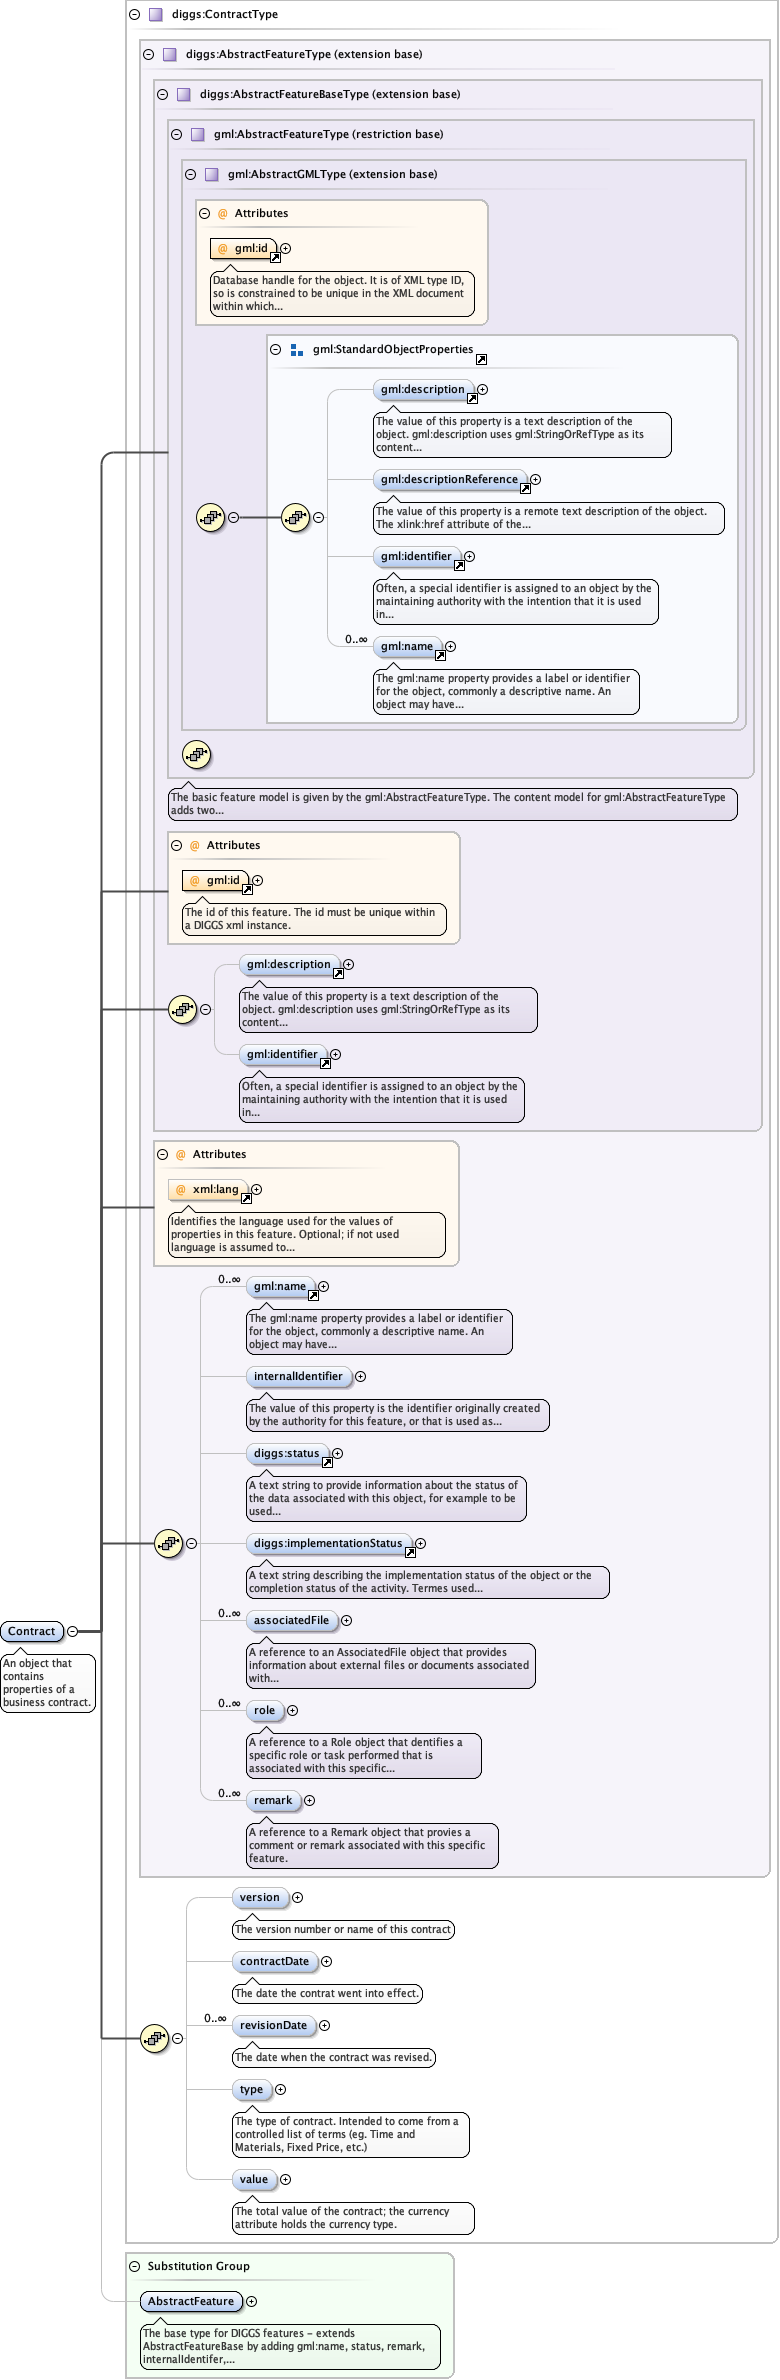 diggs:ContractType
diggs:AbstractFeatureType (extension base)
diggs:AbstractFeatureBaseType (extension base)
gml:AbstractFeatureType (restriction base)
gml:AbstractGMLType (extension base)
@ Attributes
@ gml:id
Database handle for the object. It is of XML type ID,
so is constrained to be unique in the XML document
within which...
gml:StandardObjectProperties
gml:description
The value of this property is a text description of the
object. gml:description uses gml:StringOrRefType as its
content...
gml:descriptionReference
The value of this property is a remote text description of the object.
The xlink:href attribute of the...
gml:identifier
Often, a special identifier is assigned to an object by the
maintaining authority with the intention that it is used
in...
0..∞
gml:name
The gml:name property provides a label or identifier
for the object, commonly a descriptive name. An
object may have...
The basic feature model is given by the gml:AbstractFeatureType. The content model for gml:AbstractFeatureType
adds two...
@ Attributes
@ gml:id
The id of this feature. The id must be unique within
a DIGGS xml instance.
gml:description
The value of this property is a text description of the
object. gml:description uses gml:StringOrRefType as its
content...
gml:identifier
Often, a special identifier is assigned to an object by the
maintaining authority with the intention that it is used
in...
@ Attributes
@ xml:lang
Identifies the language used for the values of
properties in this feature. Optional; if not used
language is assumed to...
0..∞
gml:name
The gml:name property provides a label or identifier
for the object, commonly a descriptive name. An
object may have...
internalIdentifier
The value of this property is the identifier originally created
by the authority for this feature, or that is used as...
diggs:status
A text string to provide information about the status of
the data associated with this object, for example to be
used...
diggs:implementationStatus
A text string describing the implementation status of the object or the
completion status of the activity. Termes used...
0..∞
associatedFile
A reference to an AssociatedFile object that provides
information about external files or documents associated
with...
Contract
An object that
contains
properties of a
business contract.
0..∞
role
A reference to a Role object that dentifies a
specific role or task performed that is
associated with this specific...
0..∞
remark
A reference to a Remark object that provies a
comment or remark associated with this specific
feature.
version
The version number or name of this contract
contractDate
The date the contrat went into effect.
0..∞
revisionDate
The date when the contract was revised.
type
The type of contract. Intended to come from a
controlled list of terms (eg. Time and
Materials, Fixed Price, etc.)
value
The total value of the contract; the currency
attribute holds the currency type.
Substitution Group
AbstractFeature
The base type for DIGGS features - extends
AbstractFeatureBase by adding gml:name, status, remark,
internalIdentifer,...